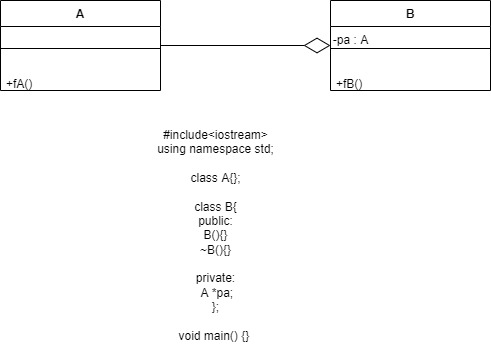 A
B
-pa : A
+fA()
+fB()
#include<iostream>
using namespace std;
class A{};
class B{
public:
B(){}
~B(){}
private:
A *pa;
};
void main() {}